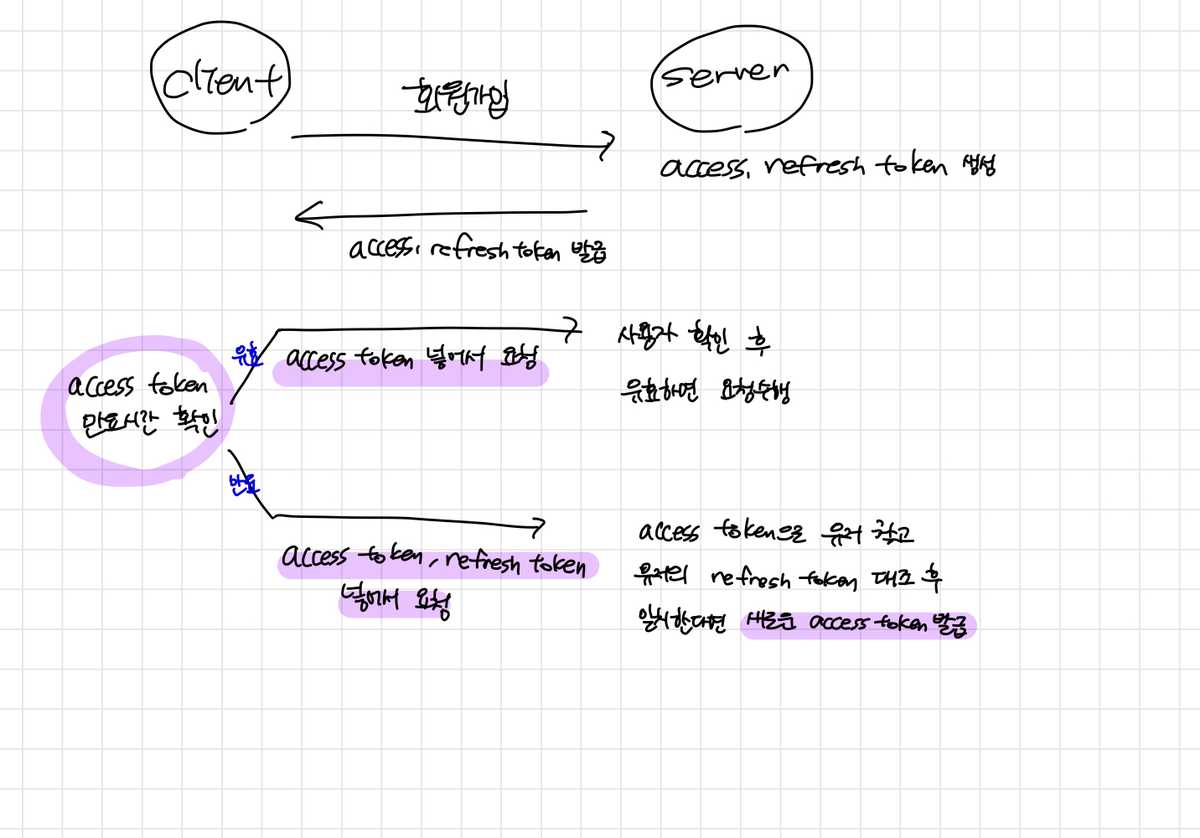 client
server
회원가입
access, refresh token 생성
access, refresh token 발급
유효
access token 넣어서 요청
사용자 확인 후
유효하면 요청수행
access token
만료시간 확인
만료
access token, refresh token
넣어서 요청
access token으로 유저 찾고
유저의 refresh token 대조 후
일치한다면 새로운 access token 발급